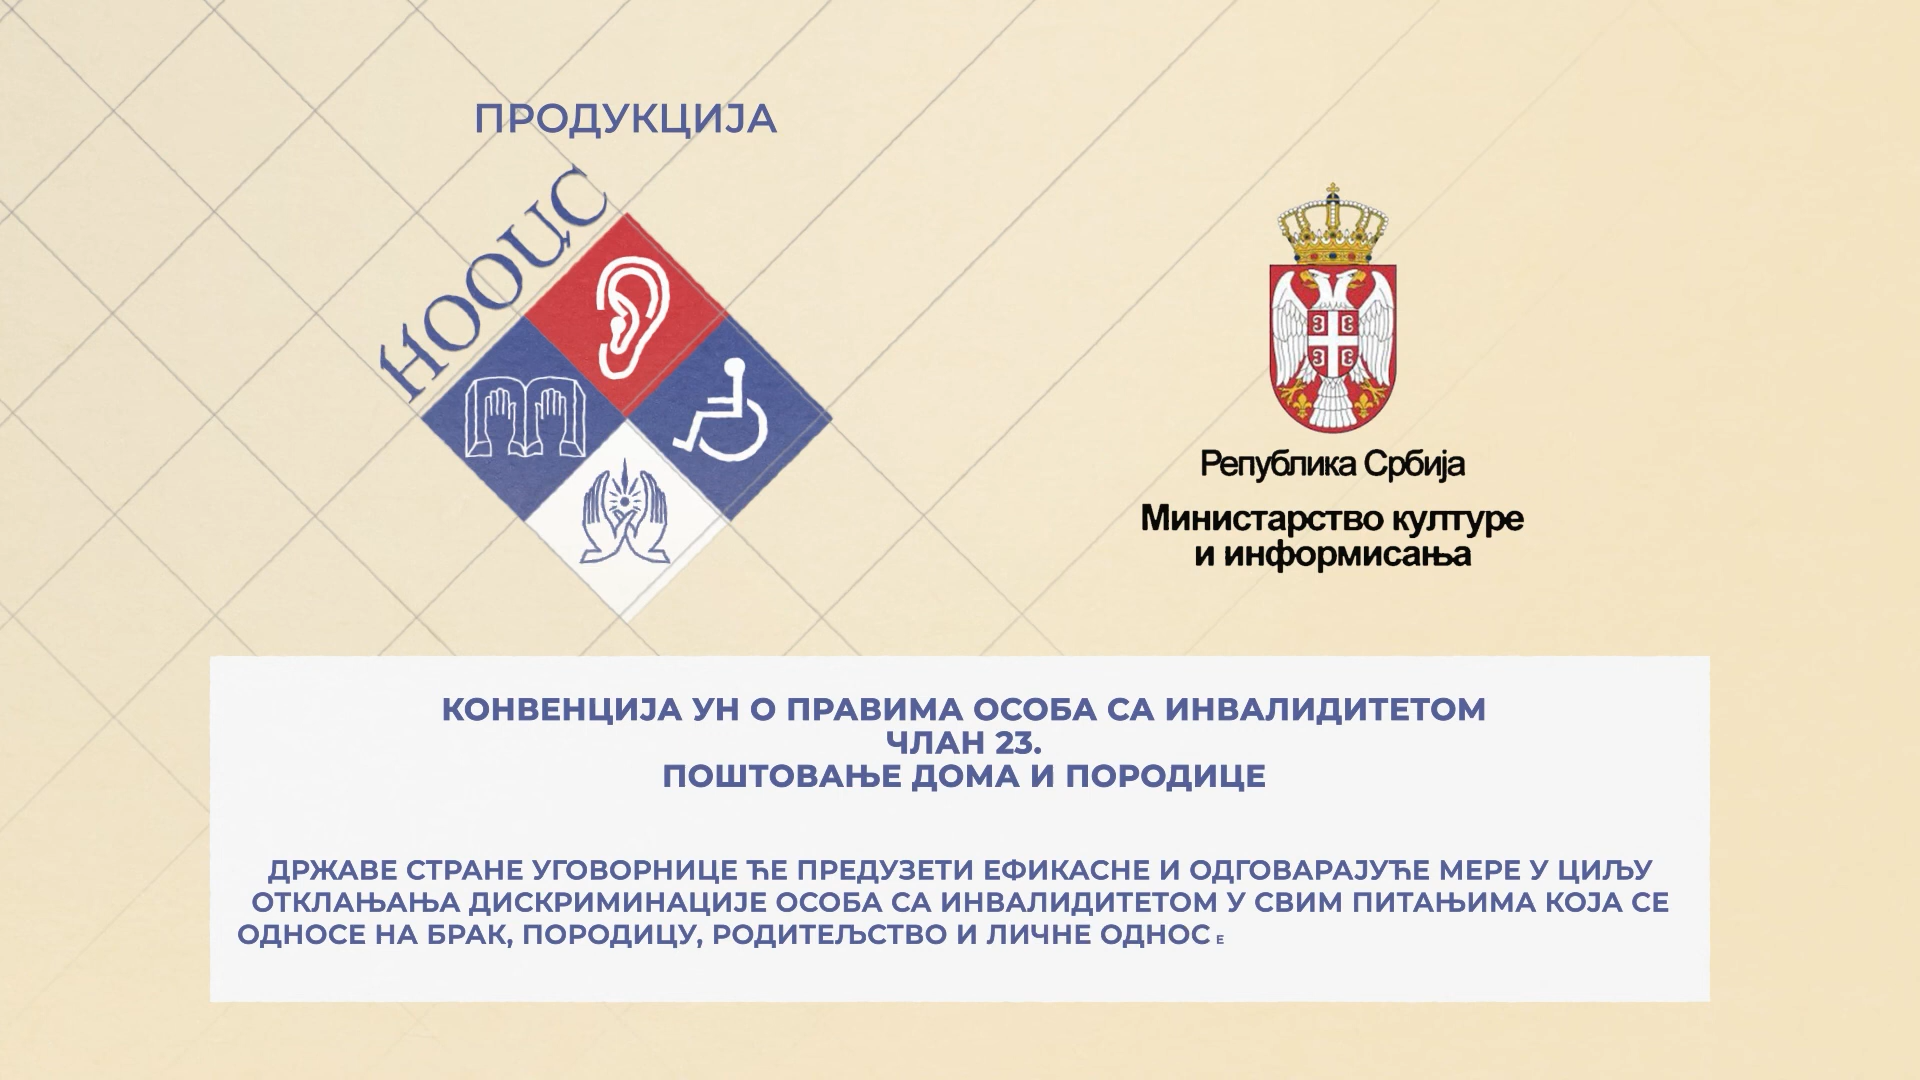 ПРОДУКЦИЈА
НООИС
Република Србија
Министарство културе
и информисања
КОНВЕНЦИЈА УН О ПРАВИМА ОСОБА СА ИНВАЛИДИТЕТОМ
ЧЛАН 23.
ПОШТОВАЊЕ ДОМА И ПОРОДИЦЕ
ДРЖАВЕ СТРАНЕ УГОВОРНИЦЕ ЋЕ ПРЕДУЗЕТИ ЕФИКАСНЕ И ОДГОВАРАЈУЋЕ МЕРЕ У ЦИЉУ
ОТКЛАЊАЊА ДИСКРИМИНАЦИЈЕ ОСОБА СА ИНВАЛИДИТЕТОМ У СВИМ ПИТАЊИМА КОЈА СЕ
ОДНОСЕ НА БРАК, ПОРОДИЦУ, РОДИТЕЉСТВО И ЛИЧНЕ ОДНОСЕ